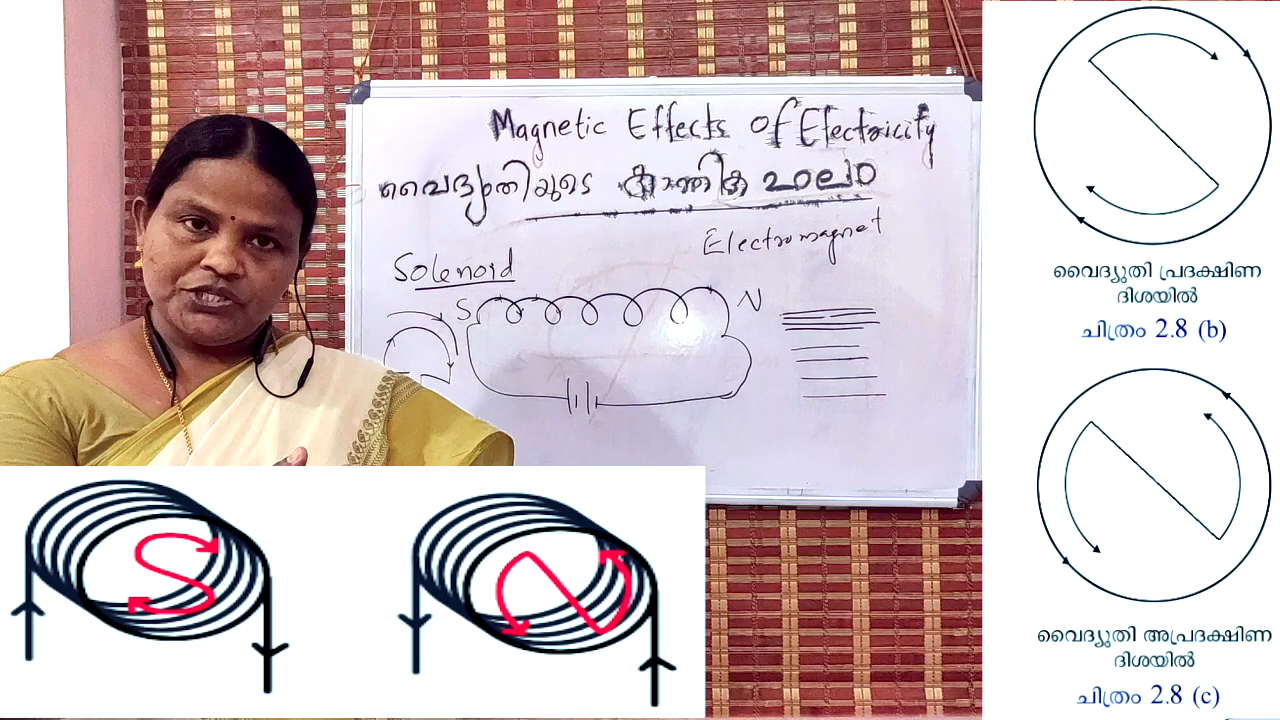 Magnetic Effects of Electricity
വൈദ്യുതിയുടെ കാന്തിക ഫലം
Electromagnet
Solenoid
S N
വൈദ്യുതി പ്രദക്ഷിണ
ദിശയിൽ
ചിത്രം 2.8 (b)
വൈദ്യുതി അപ്രദക്ഷിണ
ദിശയിൽ
ചിത്രം 2.8 (c)